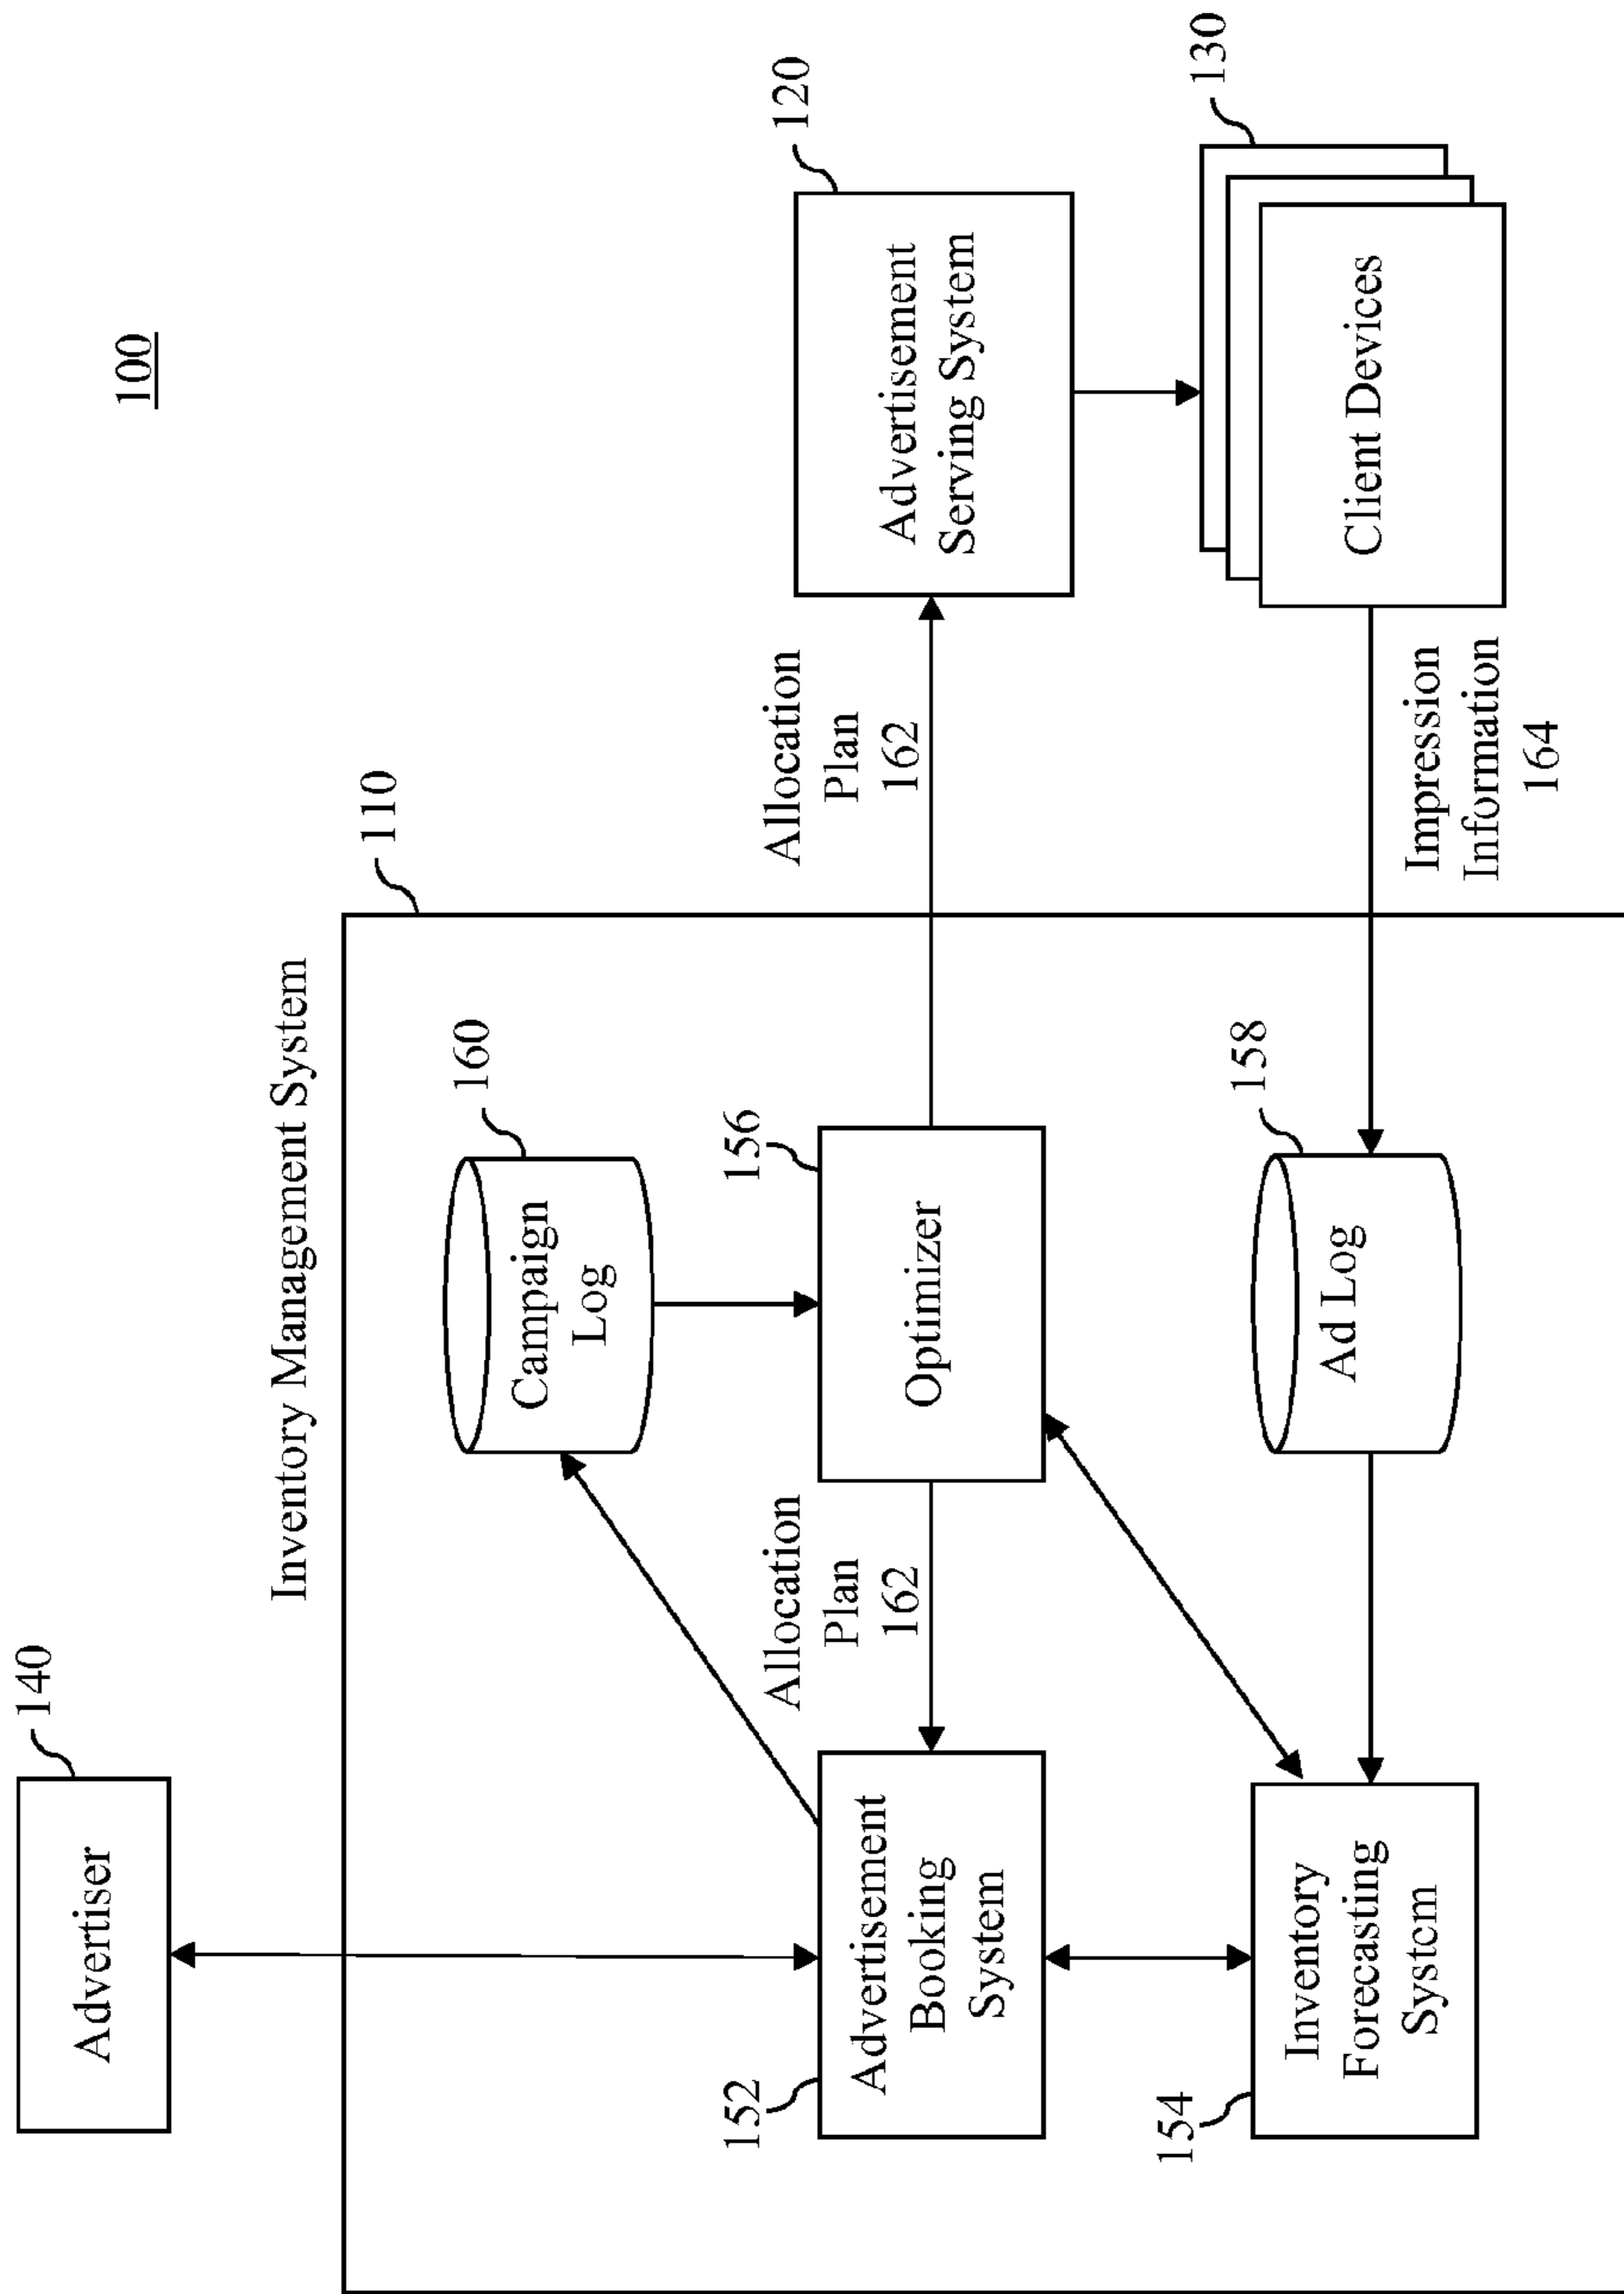 100
Advertiser
140
Inventory Management System
110
Campaign
Log
160
Advertisement
Booking
System
152
Allocation
Plan
162
Optimizer
156
Allocation
Plan
162
Advertisement
Serving System
120
Inventory
Forecasting
System
154
Ad Log
158
Impression
Information
164
Client Devices
130